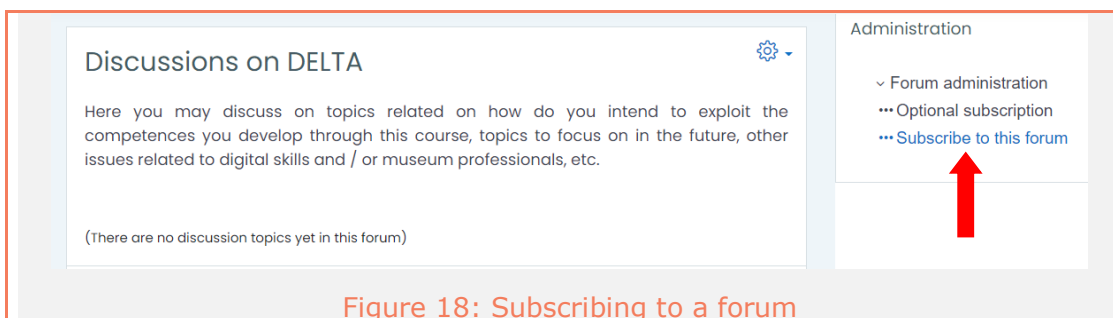 Discussions on DELTA
Here you may discuss on topics related on how do you intend to exploit the
competences you develop through this course, topics to focus on in the future, other
issues related to digital skills and / or museum professionals, etc.
(There are no discussion topics yet in this forum)
Administration
Forum administration
Optional subscription
Subscribe to this forum
Figure 18: Subscribing to a forum